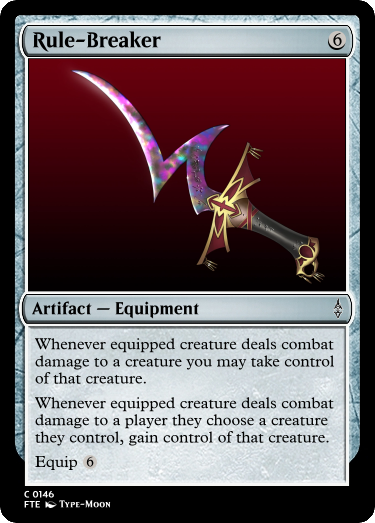 Rule-Breaker 6
Artifact — Equipment
Whenever equipped creature deals combat
damage to a creature you may take control
of that creature.
Whenever equipped creature deals combat
damage to a player they choose a creature
they control, gain control of that creature.
Equip 6
C 0146
FTE Type-Moon